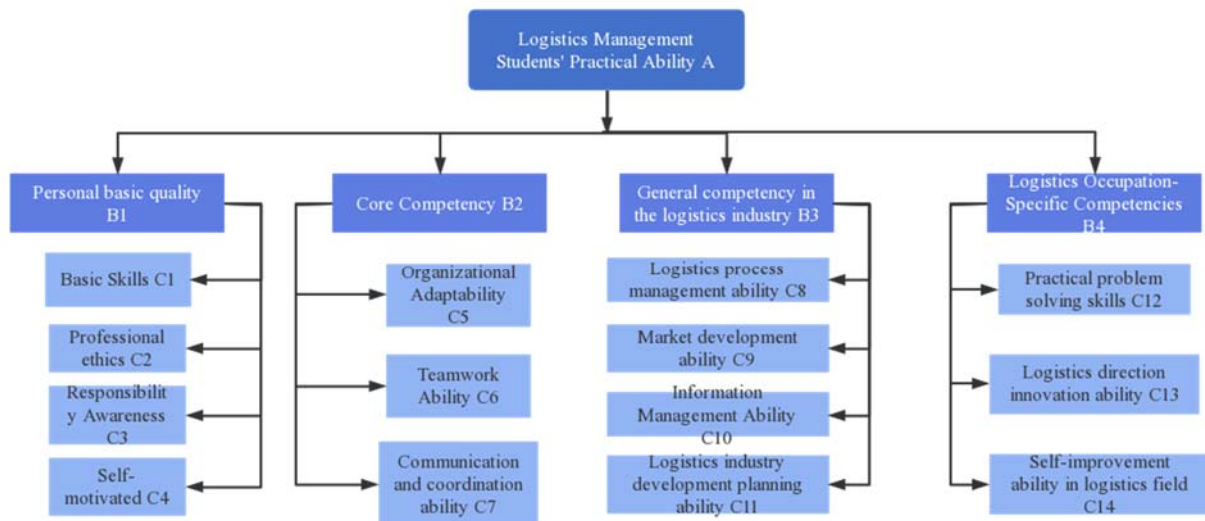 Logistics Management
Students' Practical Ability A
Personal basic quality
B1
Core Competency B2
General competency in
the logistics industry B3
Logistics Occupation-
Specific Competencies
B4
Basic Skills C1
Professional
ethics C2
Responsibilit
y Awareness
C3
Self-
motivated C4
Organizational
Adaptability
C5
Teamwork
Ability C6
Communication
and coordination
ability C7
Logistics process
management ability C8
Market development
ability C9
Information
Management Ability
C10
Logistics industry
development planning
ability C11
Practical problem
solving skills C12
Logistics direction
innovation ability C13
Self-improvement
ability in logistics field
C14